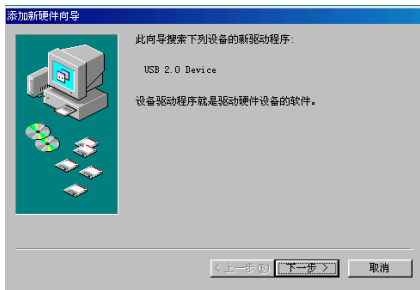 添加新硬件向导
此向导搜索下列设备的新驱动程序:
USB 2.0 Device
设备驱动程序就是驱动硬件设备的软件。
<上一步(B) 下一步 > 取消